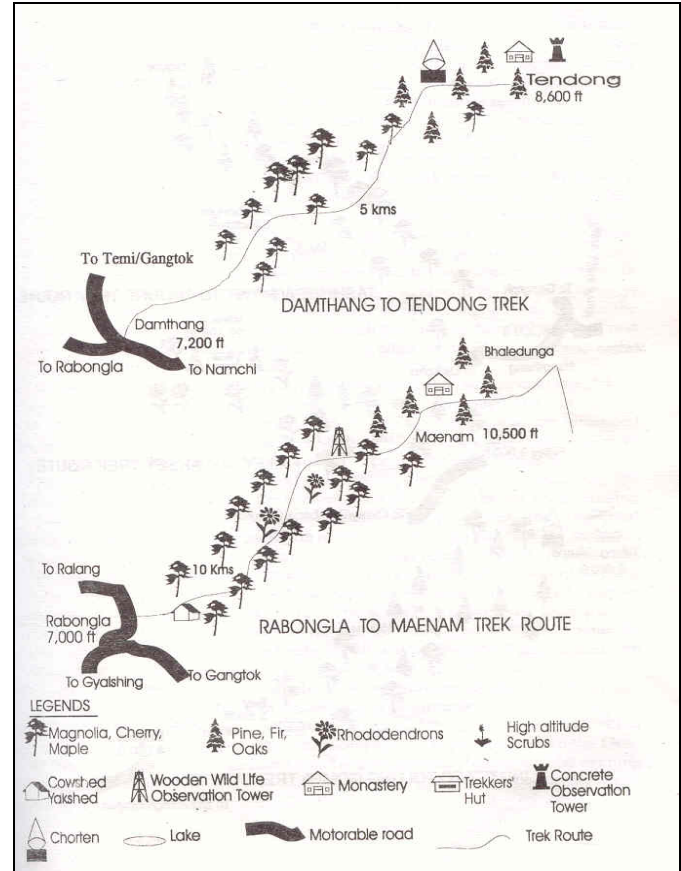 Tendong
8,600 ft
5 kms
To Temi/Gangtok
DAMTHANG TO TENDONG TREK
Damthang
7,200 ft
To Rabongla
To Namchi
Bhaledunga
Maenam 10,500 ft
10 Kms
To Ralang
Rabongla
7,000 ft
RABONGLA TO MAENAM TREK ROUTE
To Gangtok
To Gyalshing
LEGENDS
Magnolia, Cherry,
Maple
Pine, Fir,
Oaks
Rhododendrons
High altitude
Scrubs
Cowshed
Yakshed
Wooden Wild Life
Observation Tower
Monastery
Trekkers'
Hut
Concrete
Observation
Tower
Chorten
Lake
Motorable road
Trek Route